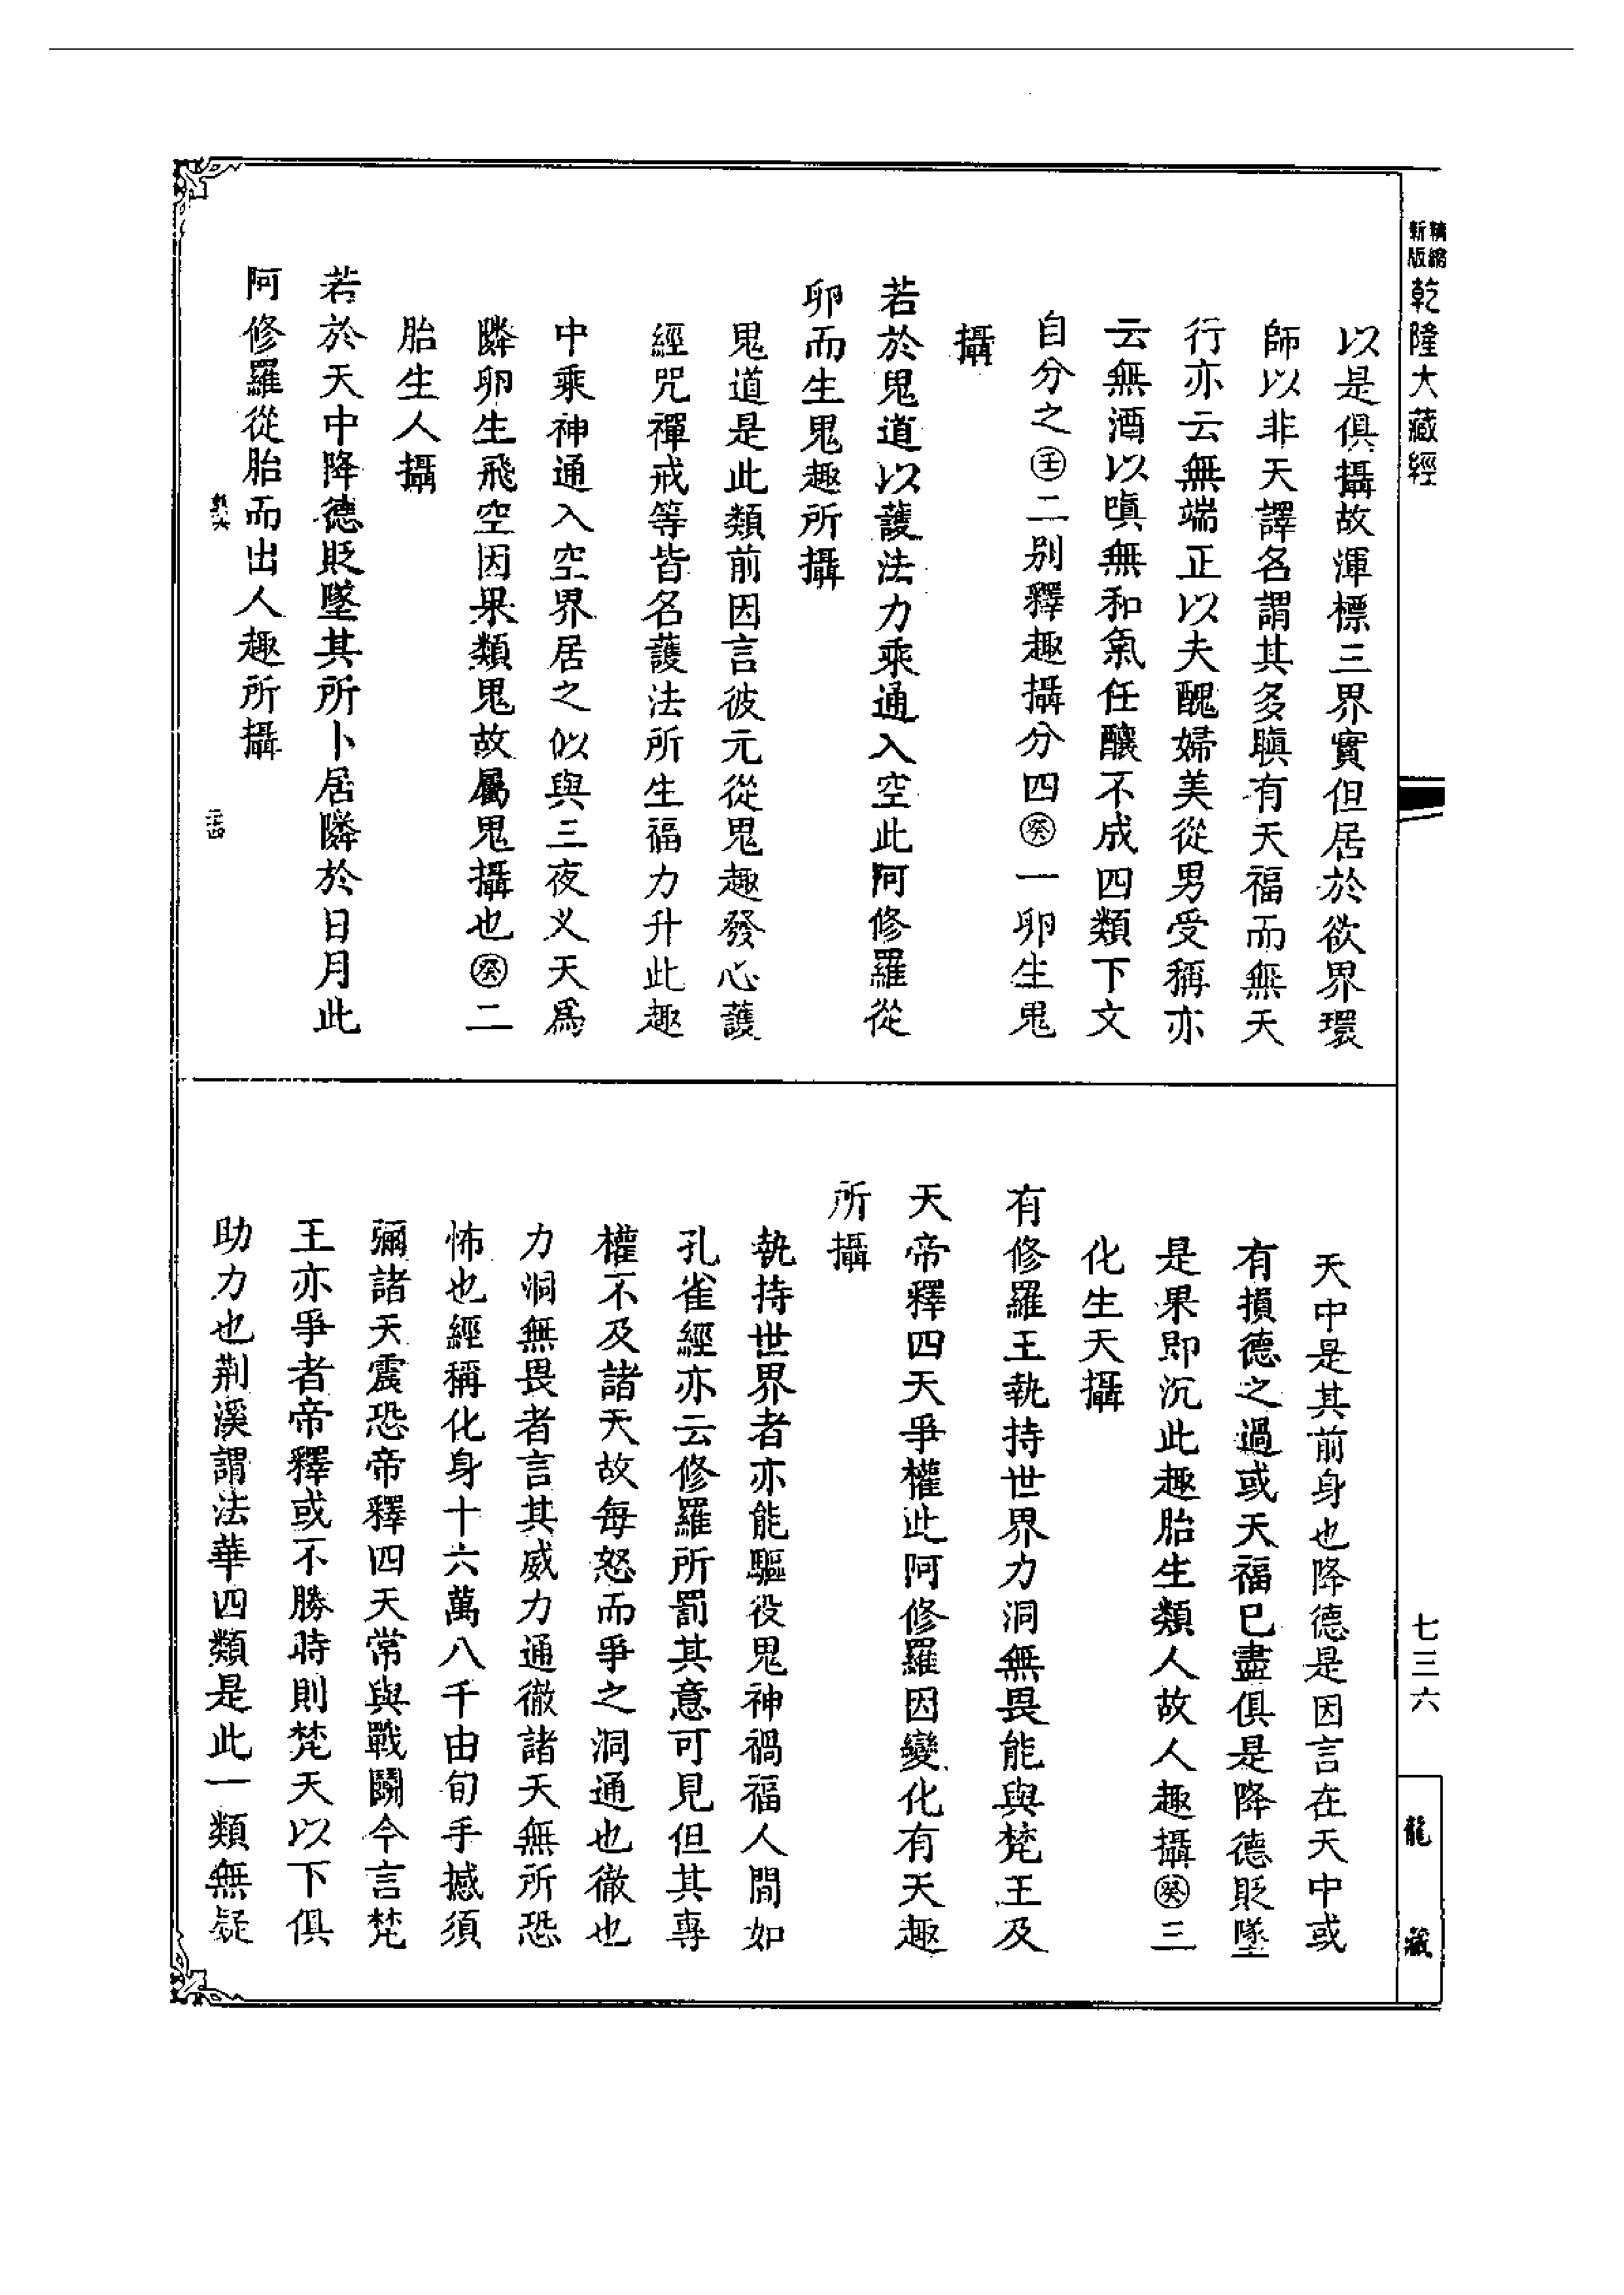 新版精縮乾隆大藏經
以是俱攝故渾標三界實但居於欲界環
師以非天譯名謂其多瞋有天福而無天
行亦云無端正以夫醜婦美從男受稱亦
云無酒以瞋無和氣任釀不成四類下文
自分之㊎二別釋趣攝分四㊎一卵生鬼
攝
若於鬼道以護法力乘通入空此阿修羅從
卵而生鬼趣所攝
鬼道是此類前因言彼元從鬼趣發心護
經咒禪戒等皆名護法所生福力升此趣
中乘神通入空界居之似與三夜叉天為
隣卵生飛空因果類鬼故屬鬼攝也癸二
胎生人攝
若於天中降德貶墜其所卜居隣於日月此
阿修羅從胎而出人趣所攝
天中是其前身也降德是因言在天中或
有損德之過或天福已盡俱是降德貶墜
是果即沉此趣胎生類人故人趣攝癸三
化生天攝
有修羅王執持世界力洞無畏能與梵王及
天帝釋四天爭權此阿修羅因變化有天趣
所攝
執持世界者亦能驅役鬼神禍福人間如
孔雀經亦云修羅所罰其意可見但其專
權不及諸天故每怒而爭之洞通也徹也
力洞無畏者言其威力通徹諸天無所恐
怖也經稱化身十六萬八千由旬手撼須
彌諸天震恐帝釋四天常與戰鬬今言梵
王亦爭者帝釋或不勝時則梵天以下俱
助力也荆溪謂法華四類是此一類無疑
七三六
龍藏